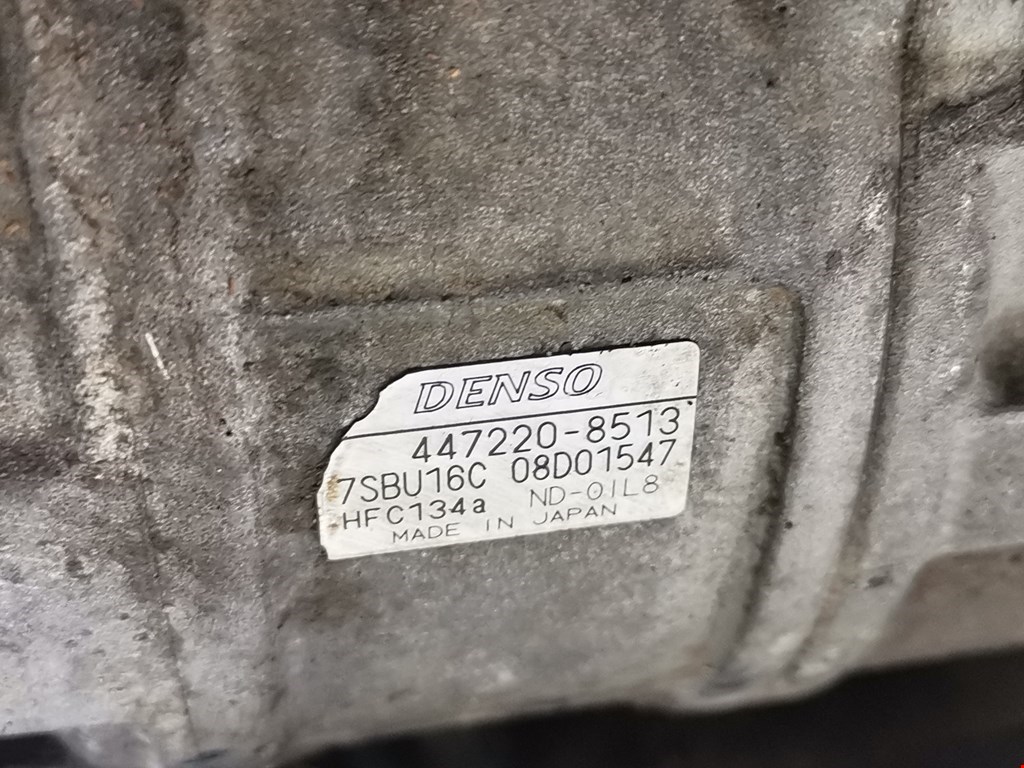 DENSO
447220-8513
7SBU16C 08D01547
HFC134a ND-OIL8
MADE IN JAPAN